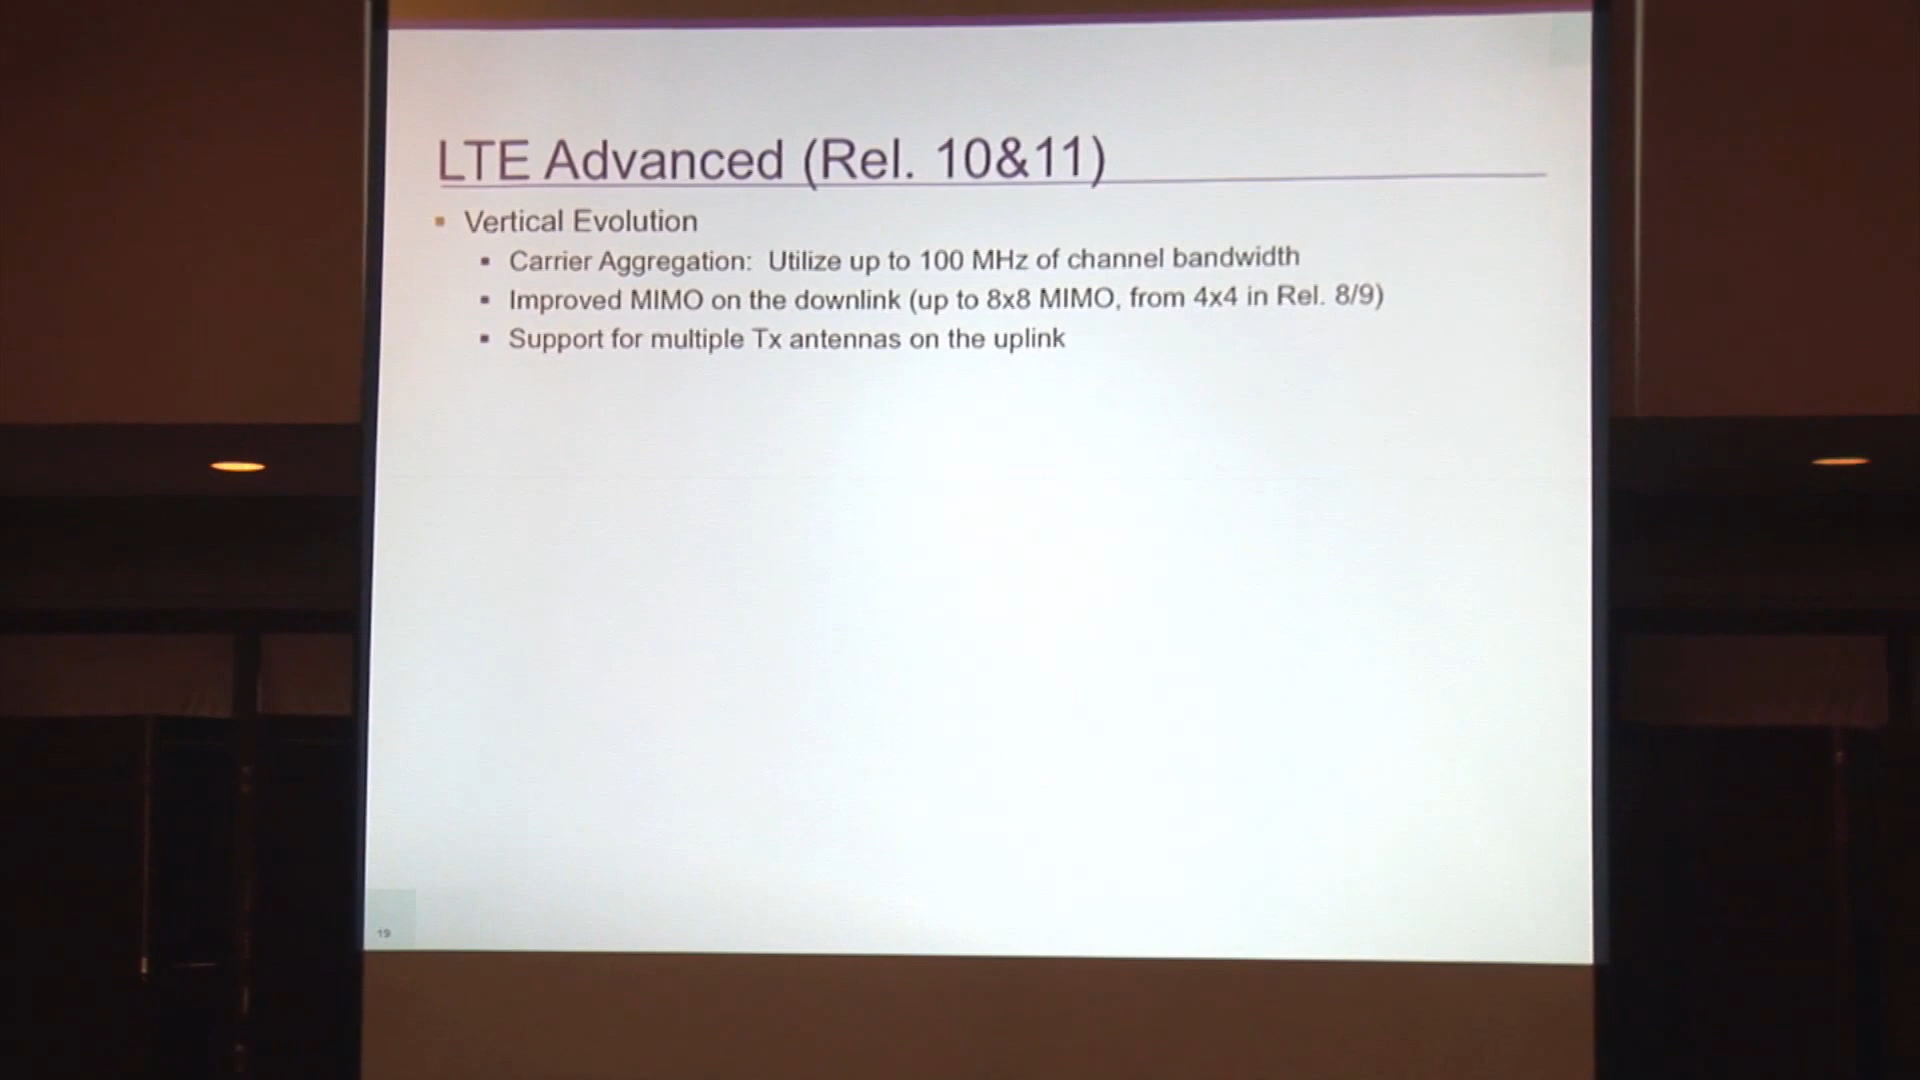 LTE Advanced (Rel. 10&11)
▪ Vertical Evolution
▪ Carrier Aggregation: Utilize up to 100 MHz of channel bandwidth
▪ Improved MIMO on the downlink (up to 8x8 MIMO, from 4x4 in Rel. 8/9)
▪ Support for multiple Tx antennas on the uplink
19